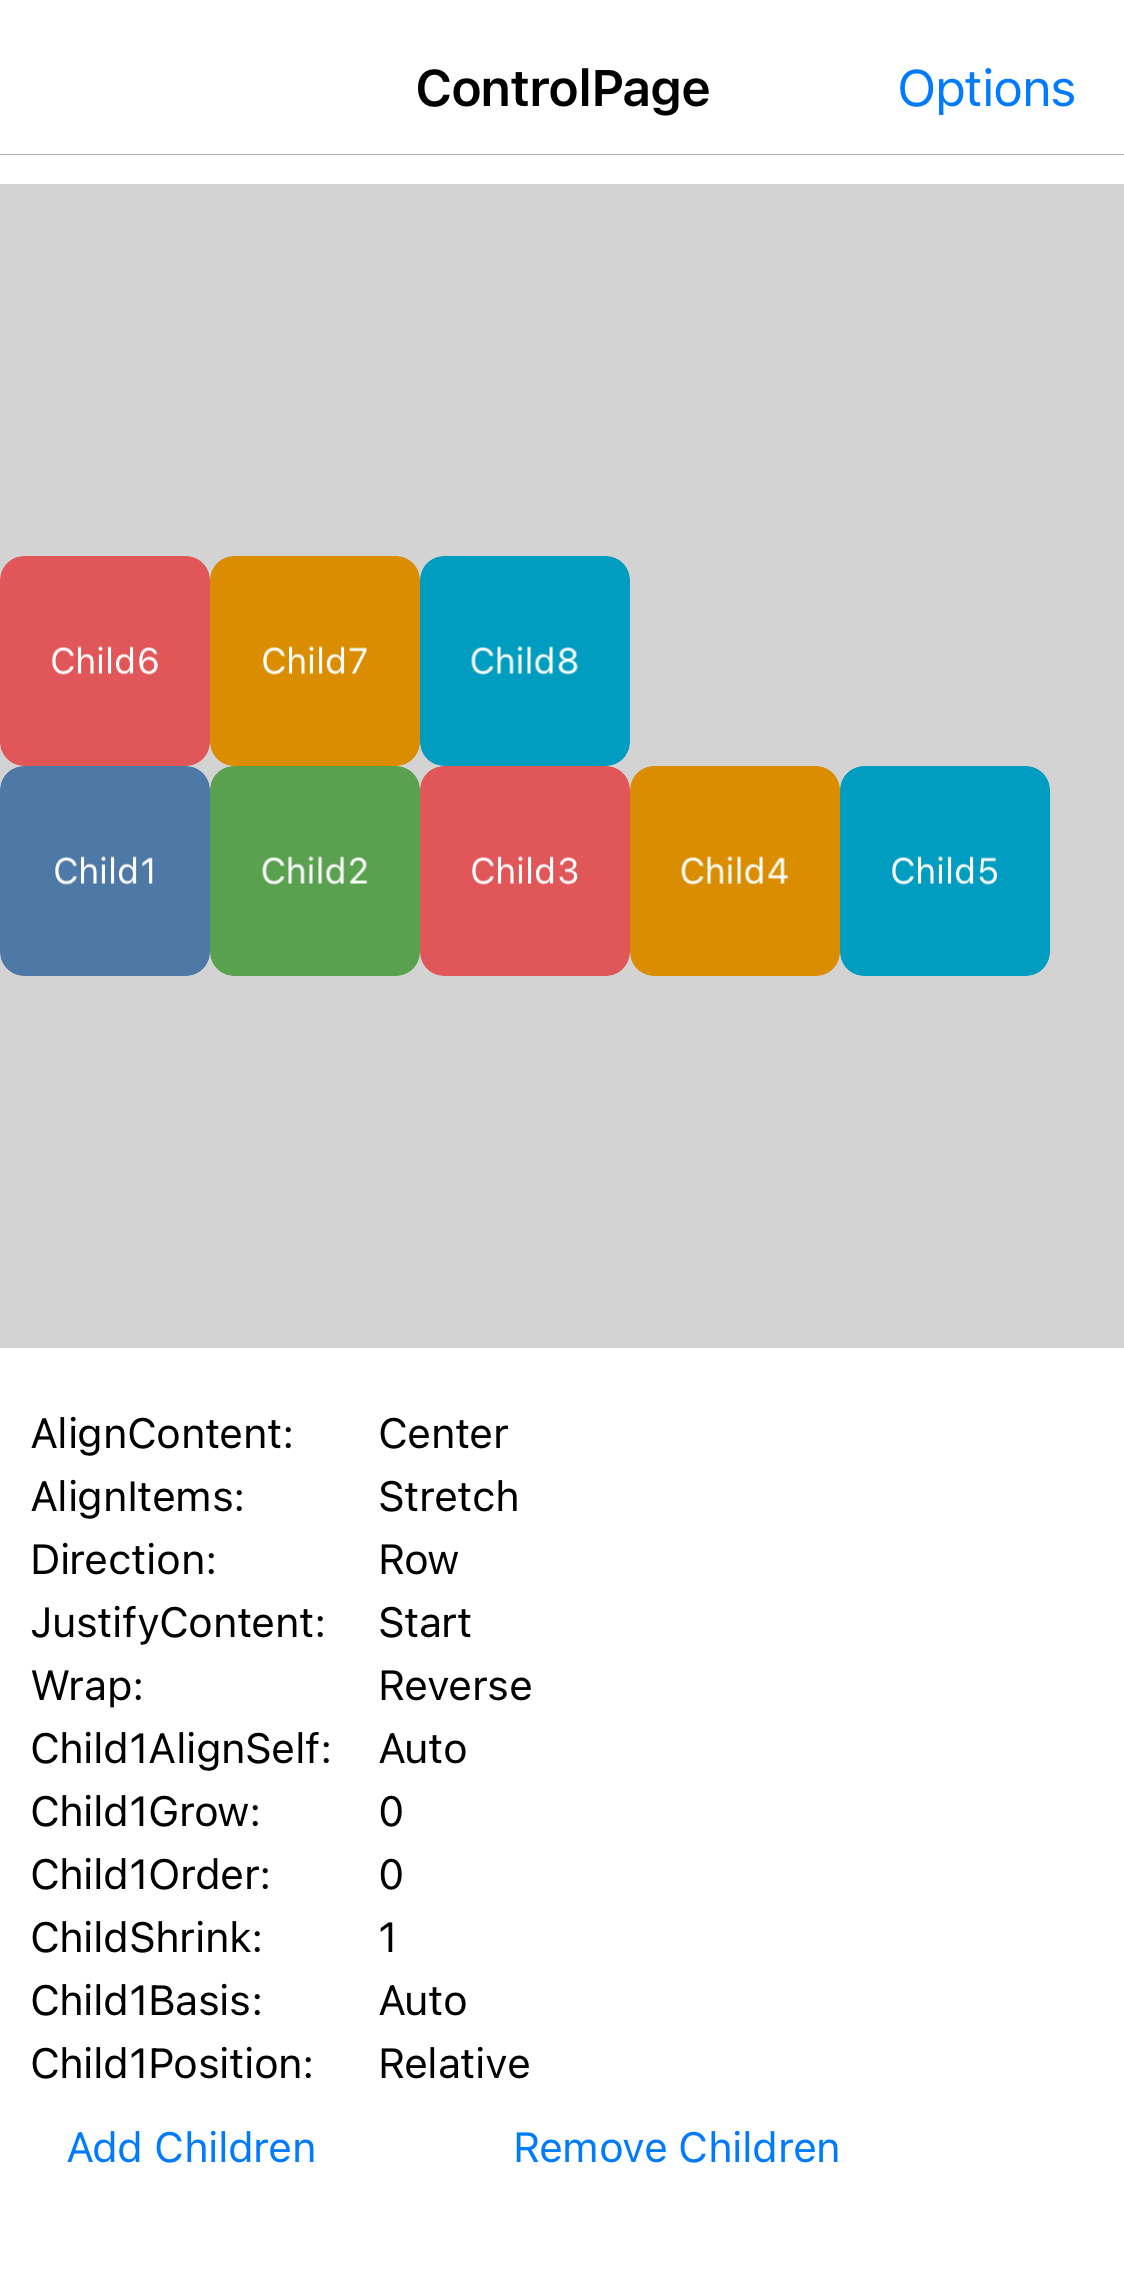 ControlPage
Options
Child6 Child7 Child8
Child1 Child2 Child3 Child4 Child5
AlignContent: Center
AlignItems: Stretch
Direction: Row
JustifyContent: Start
Wrap: Reverse
Child1AlignSelf: Auto
Child1Grow: 0
Child1Order: 0
ChildShrink: 1
Child1Basis: Auto
Child1Position: Relative
Add Children Remove Children